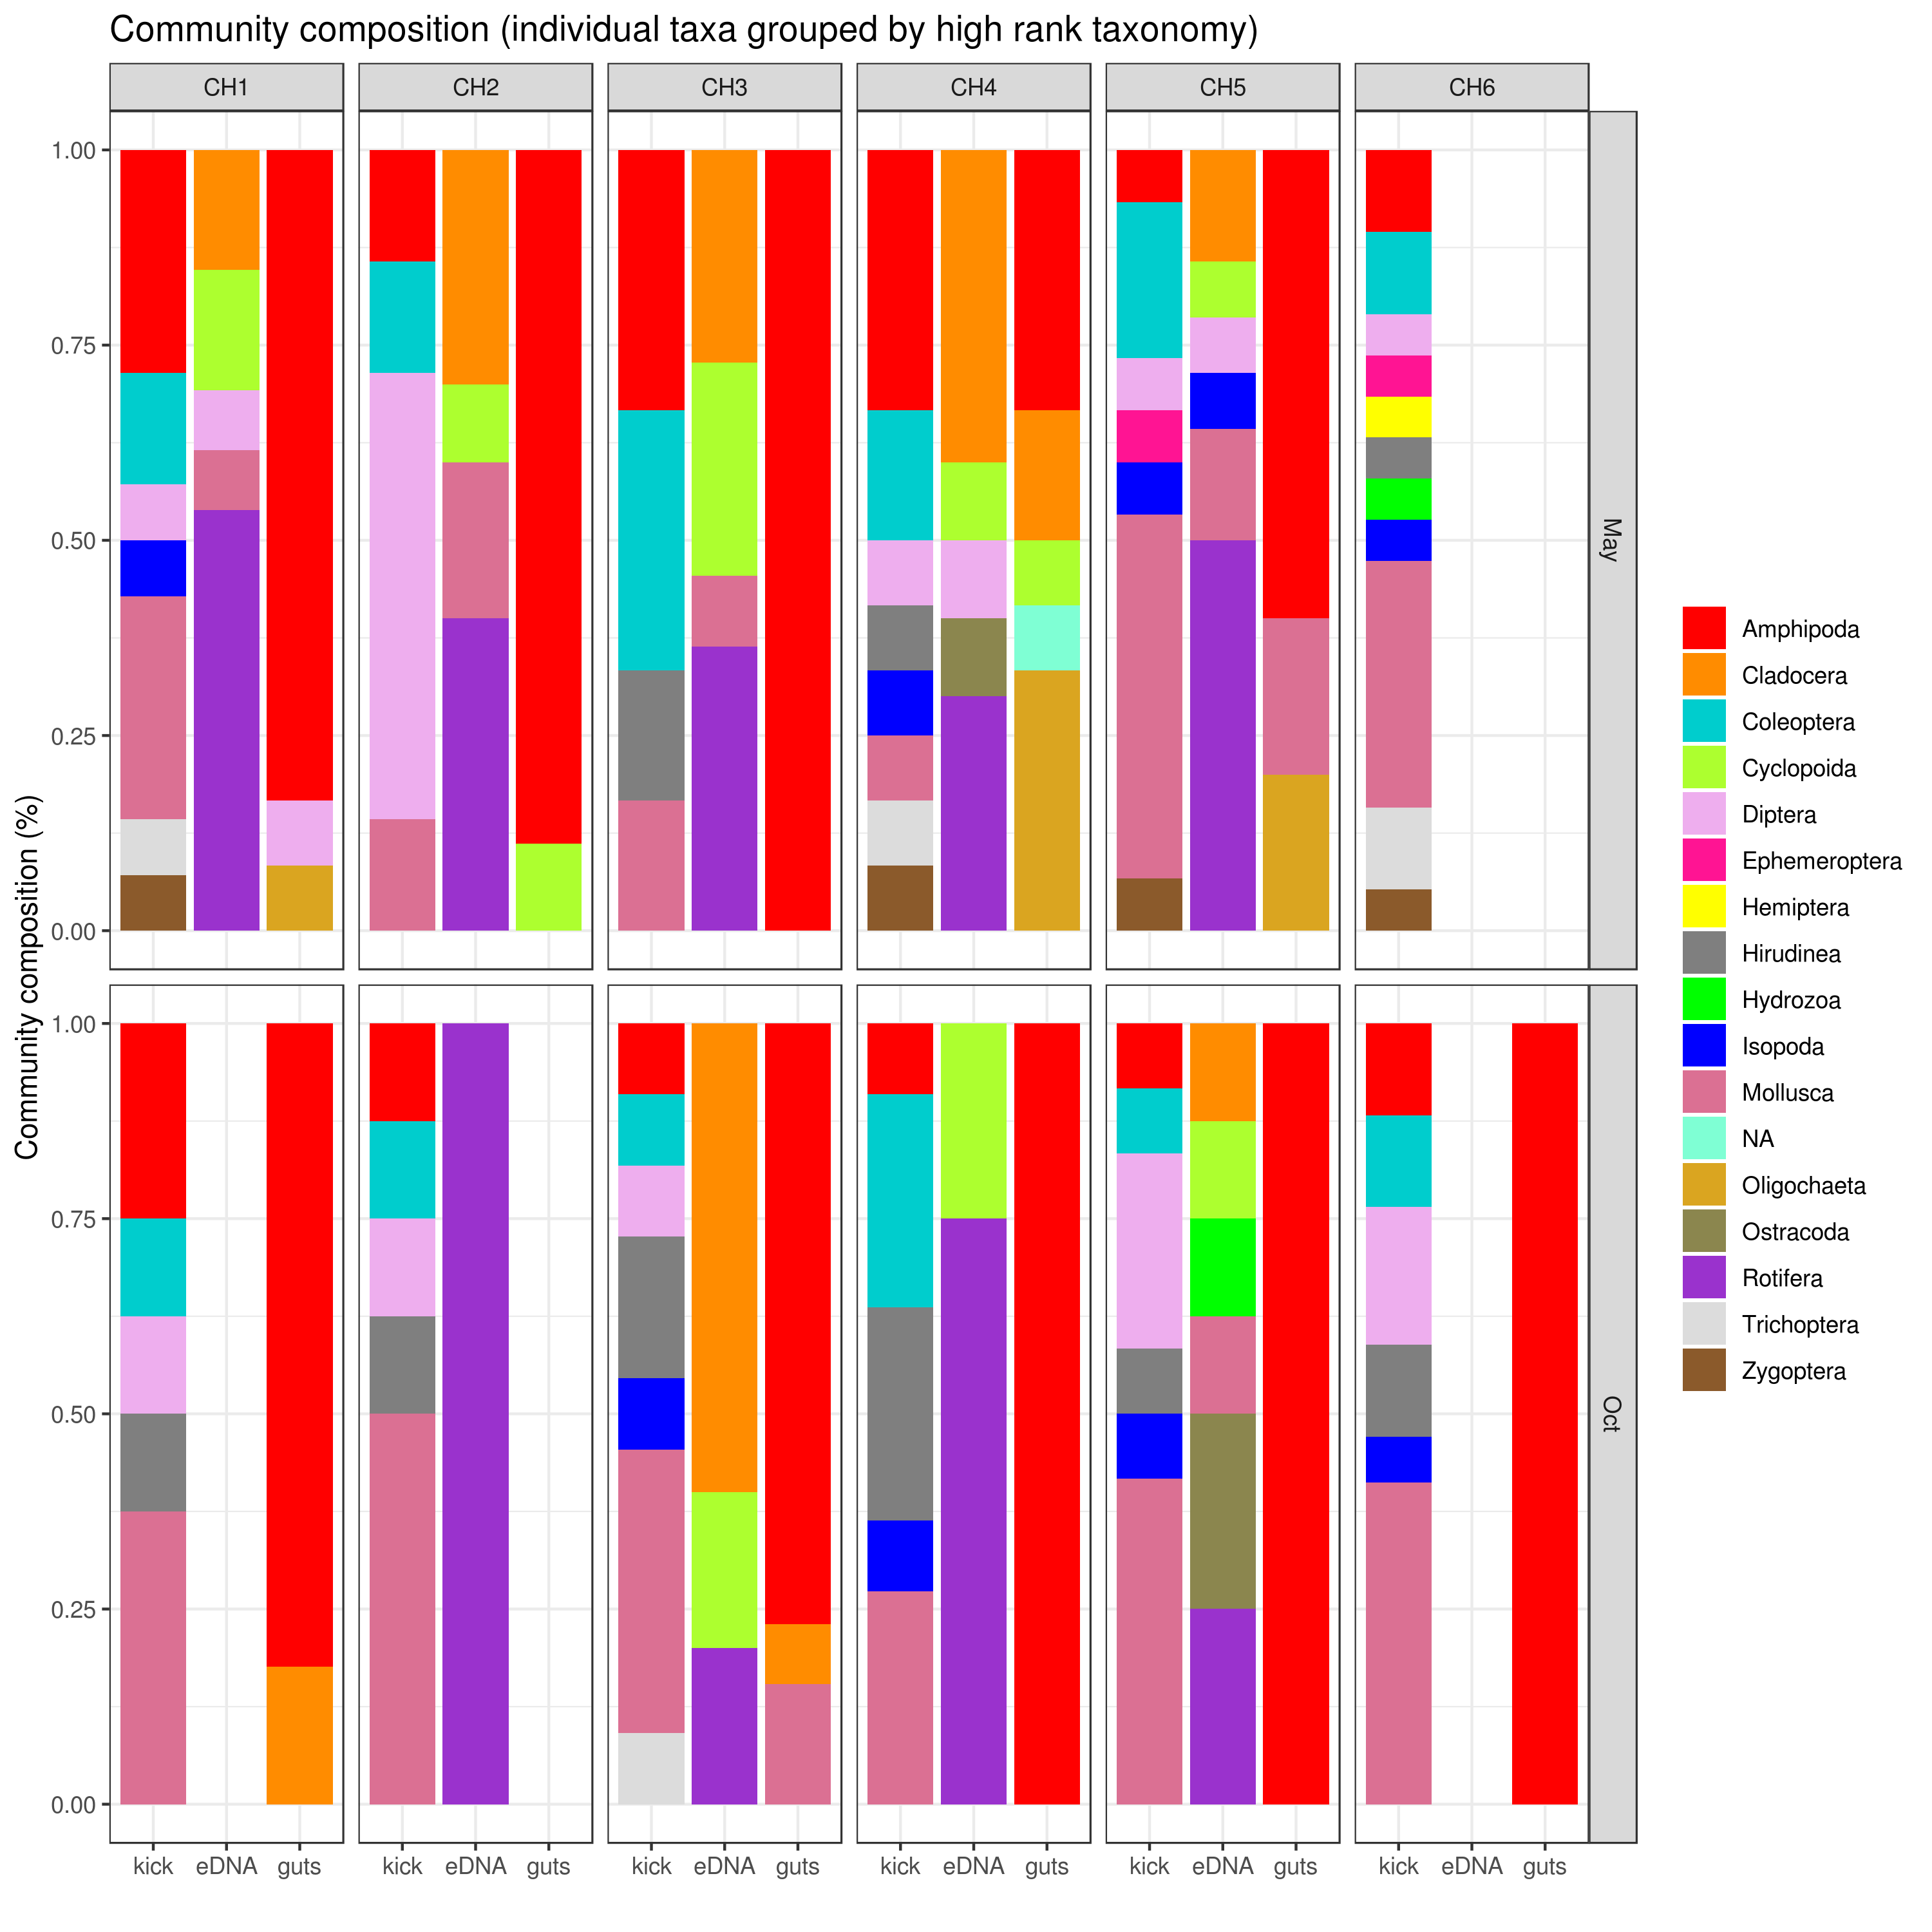 Community composition (individual taxa grouped by high rank taxonomy)
CH1 CH2 CH3 CH4 CH5 CH6
1.00
0.75
0.50
0.25
0.00
May
1.00
0.75
0.50
0.25
0.00
Oct
Community composition (%)
kick eDNA guts kick eDNA guts kick eDNA guts kick eDNA guts kick eDNA guts kick eDNA guts
Amphipoda
Cladocera
Coleoptera
Cyclopoida
Diptera
Ephemeroptera
Hemiptera
Hirudinea
Hydrozoa
Isopoda
Mollusca
NA
Oligochaeta
Ostracoda
Rotifera
Trichoptera
Zygoptera